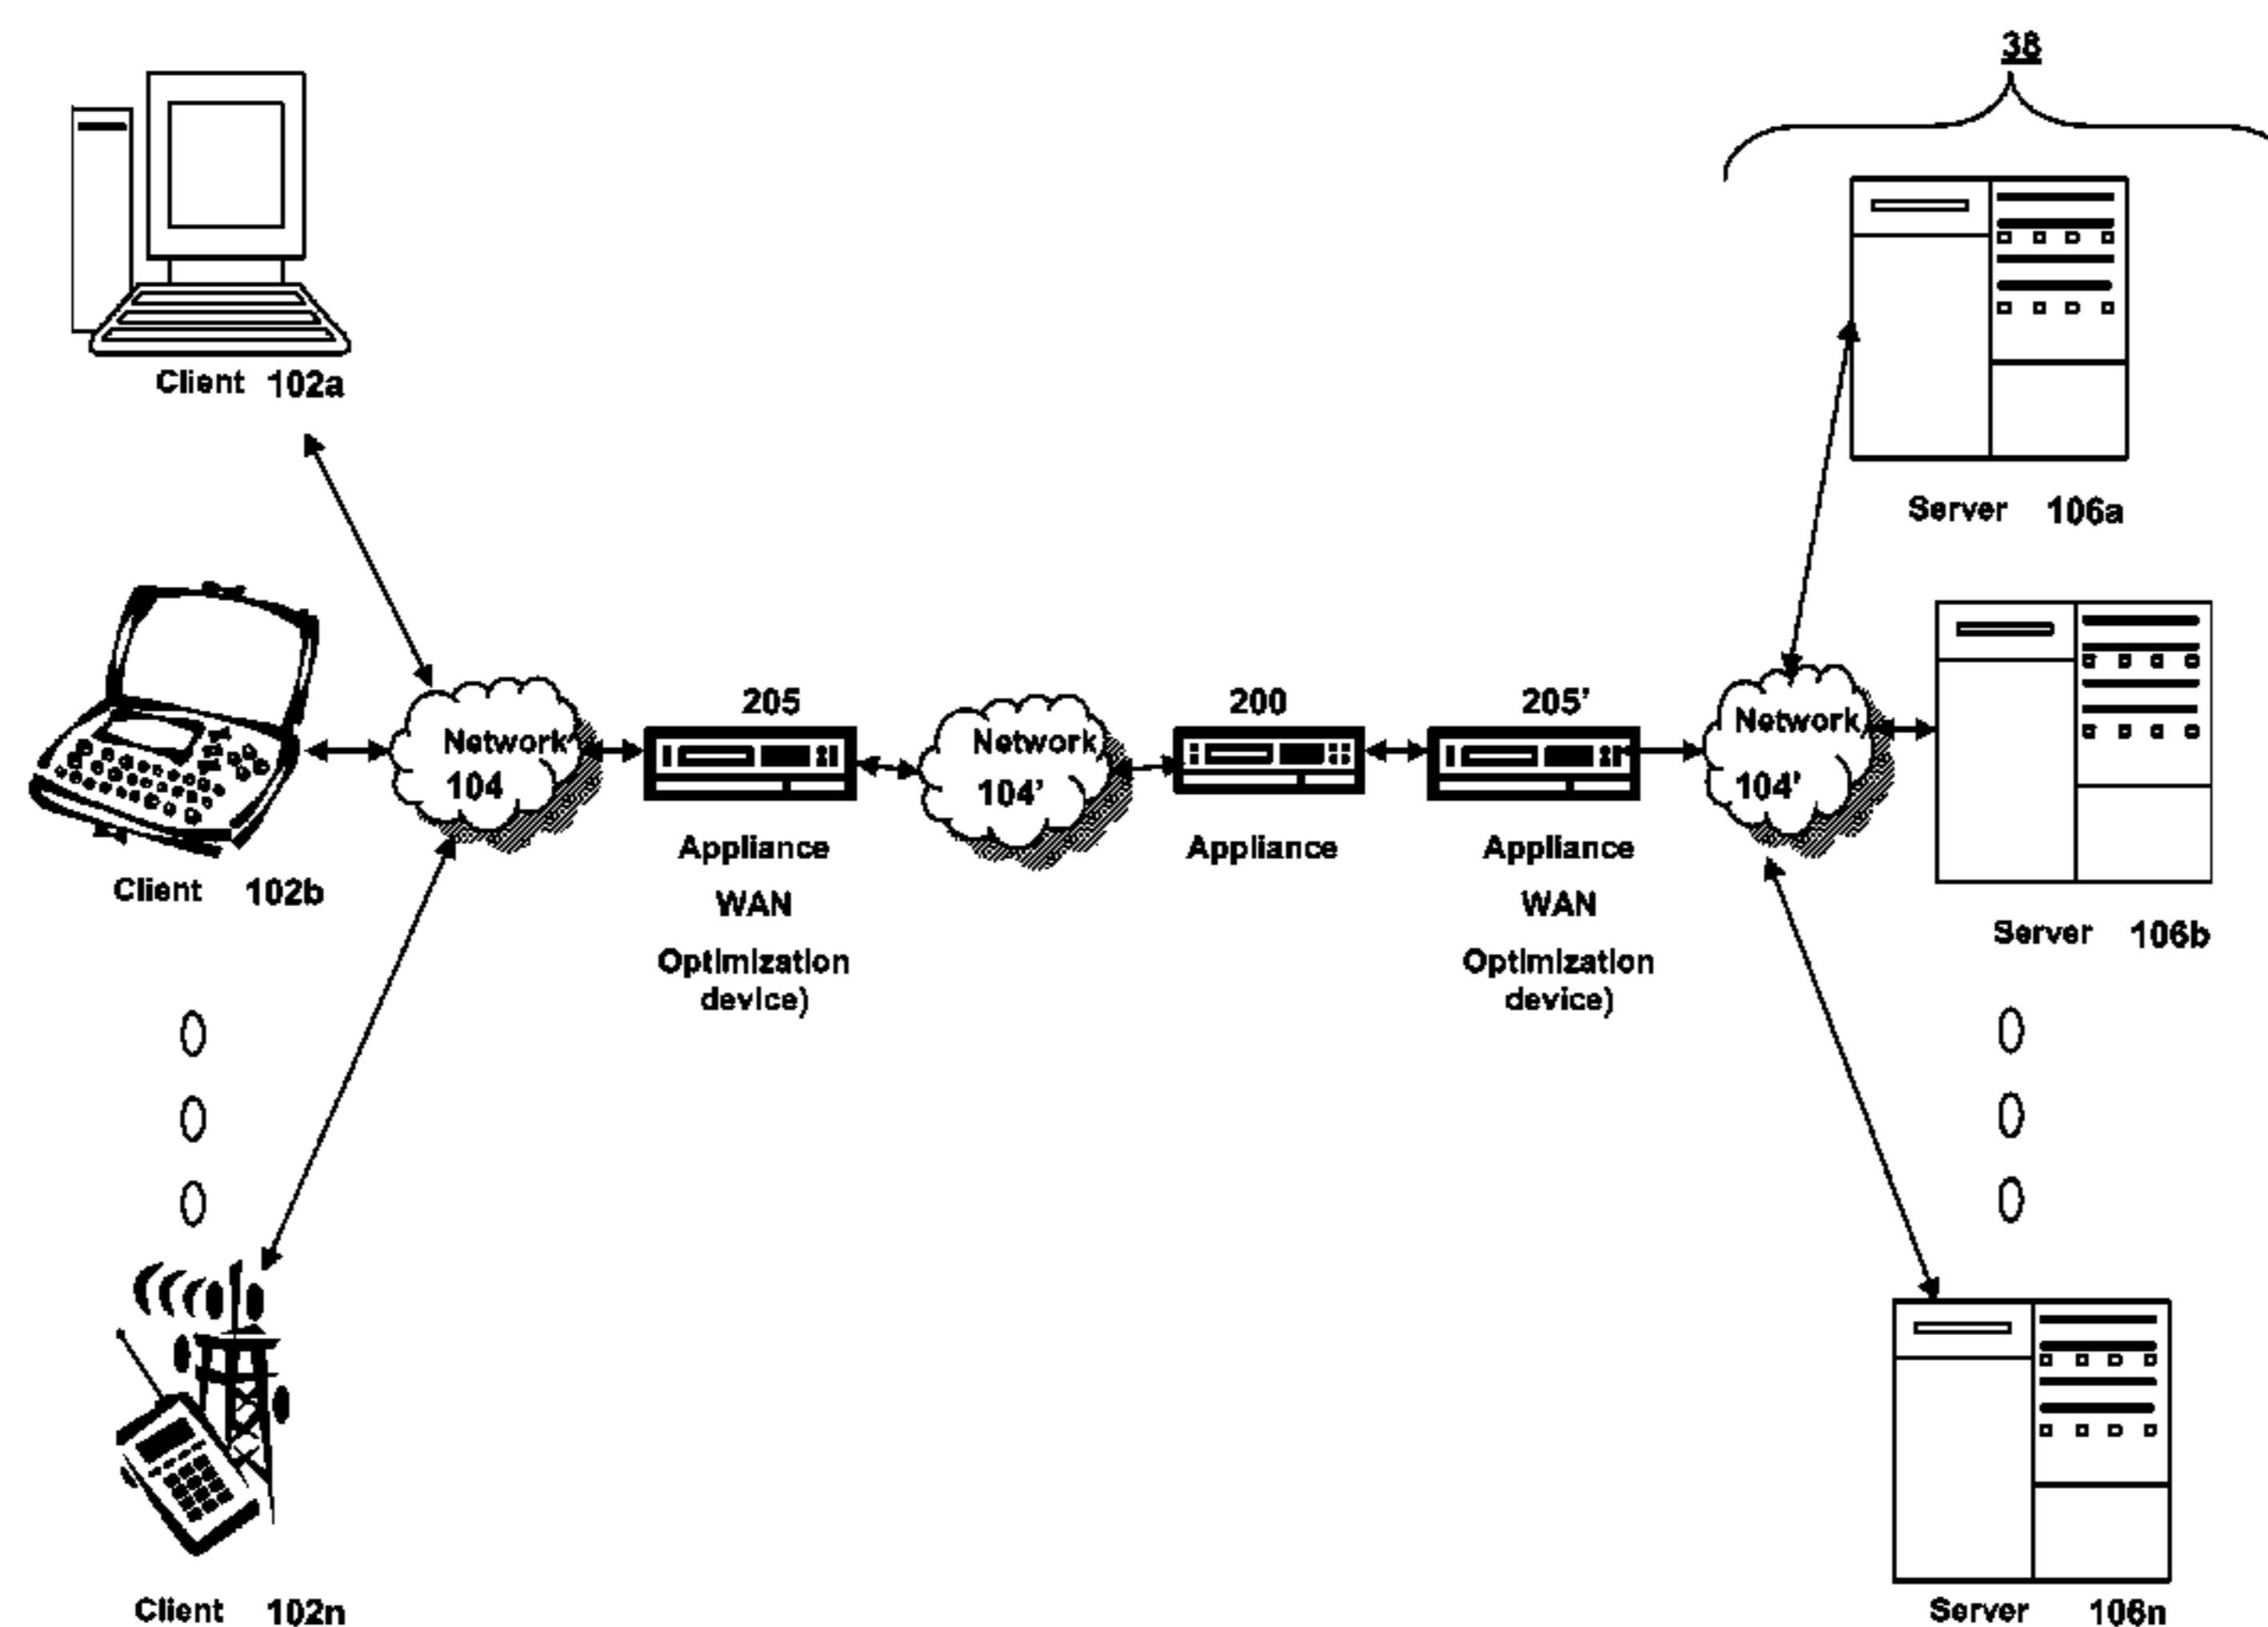 38
Client 102a
Server 106a
205
200
205'
Network
104
Network
104'
Network
104'
Appliance
WAN
Optimization
device)
Appliance
Appliance
WAN
Optimization
device)
Client 102b
Server 106b
Client 102n
Server 106n